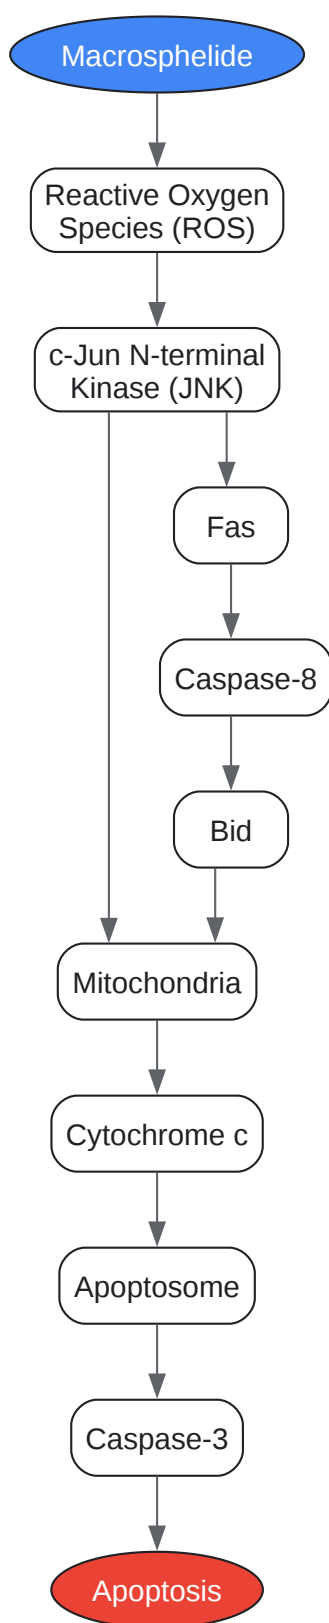 Macrosphelide
Reactive Oxygen
Species (ROS)
c-Jun N-terminal
Kinase (JNK)
Fas
Caspase-8
Bid
Mitochondria
Cytochrome c
Apoptosome
Caspase-3
Apoptosis